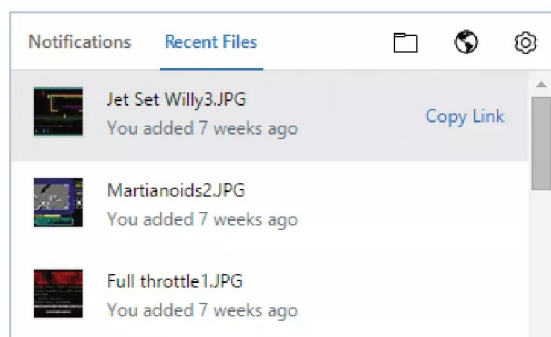 Notifications Recent Files
Jet Set Willy3.JPG
You added 7 weeks ago
Copy Link
Martianoids2.JPG
You added 7 weeks ago
Full throttle1.JPG
You added 7 weeks ago